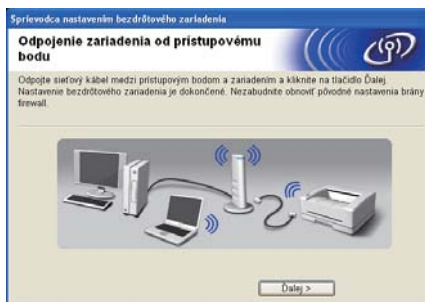 Sprievodca nastavením bezdrôtového zariadenia
Odpojenie zariadenia od prístupovému
bodu
Odpojte sieťový kábel medzi prístupovým bodom a zariadením a kliknite na tlačidlo Ďalej.
Nastavenie bezdrôtového zariadenia je dokončené. Nezabudnite obnoviť pôvodné nastavenia brány
firewall.
Ďalej >